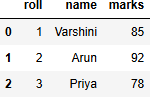 roll name marks
0 1 Varshini 85
1 2 Arun 92
2 3 Priya 78